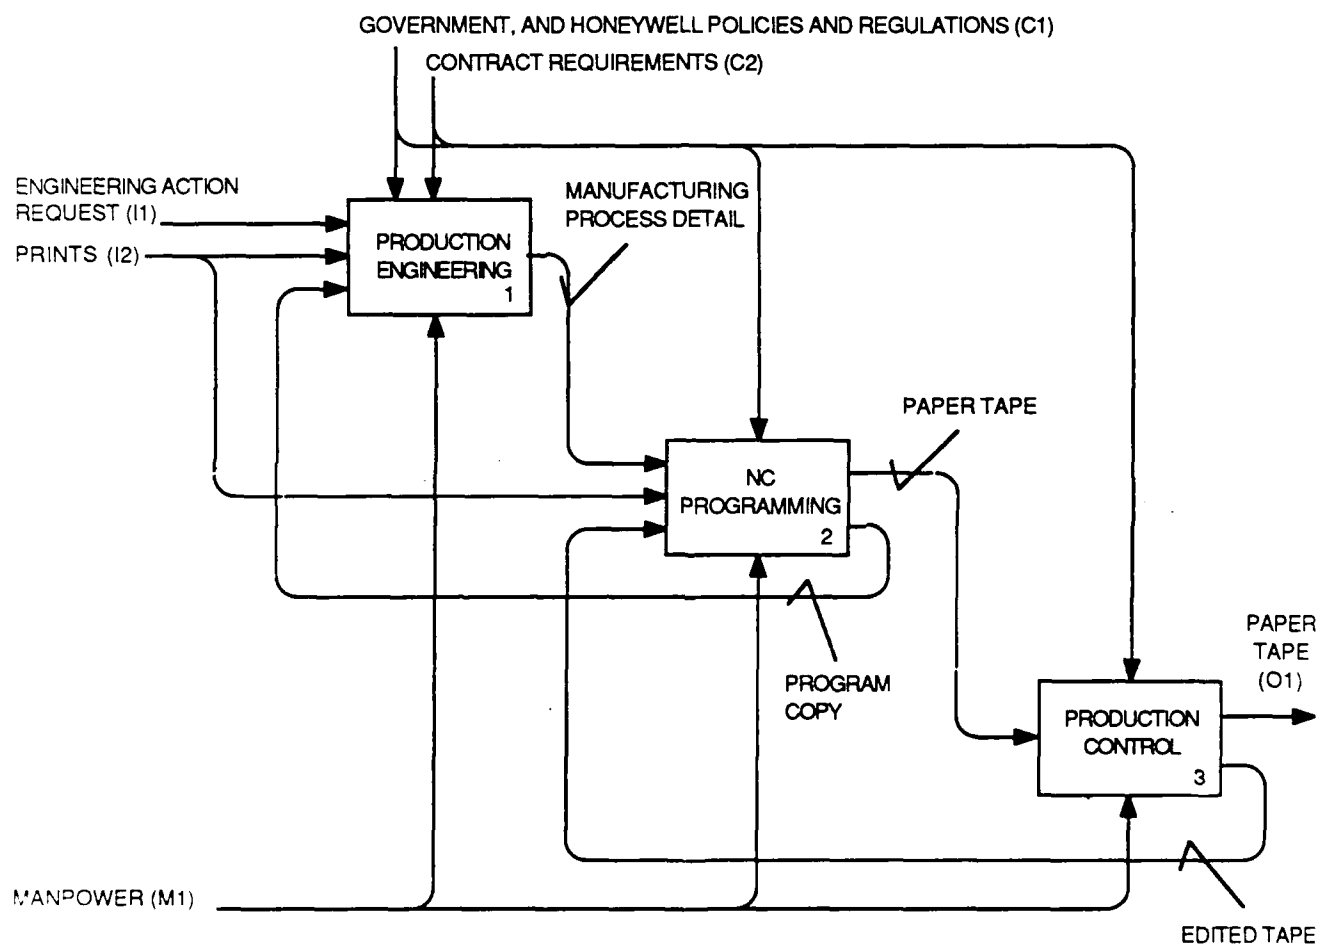 GOVERNMENT, AND HONEYWELL POLICIES AND REGULATIONS (C1)
CONTRACT REQUIREMENTS (C2)
ENGINEERING ACTION
REQUEST (I1)
PRINTS (I2)
MANUFACTURING
PROCESS DETAIL
PRODUCTION
ENGINEERING
1
PAPER TAPE
NC
PROGRAMMING
2
PROGRAM
COPY
PAPER
TAPE
(O1)
PRODUCTION
CONTROL
3
MANPOWER (M1)
EDITED TAPE